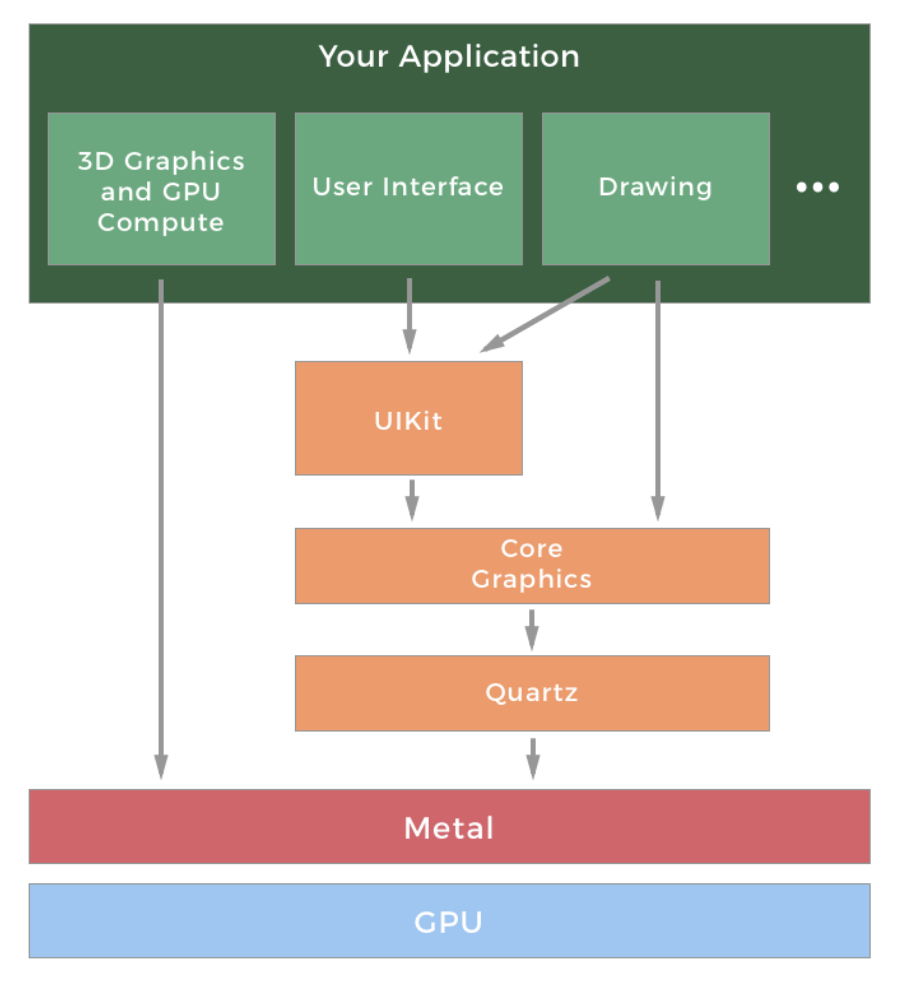 Your Application
3D Graphics
and GPU
Compute
User Interface
Drawing
•••
UIKit
Core
Graphics
Quartz
Metal
GPU